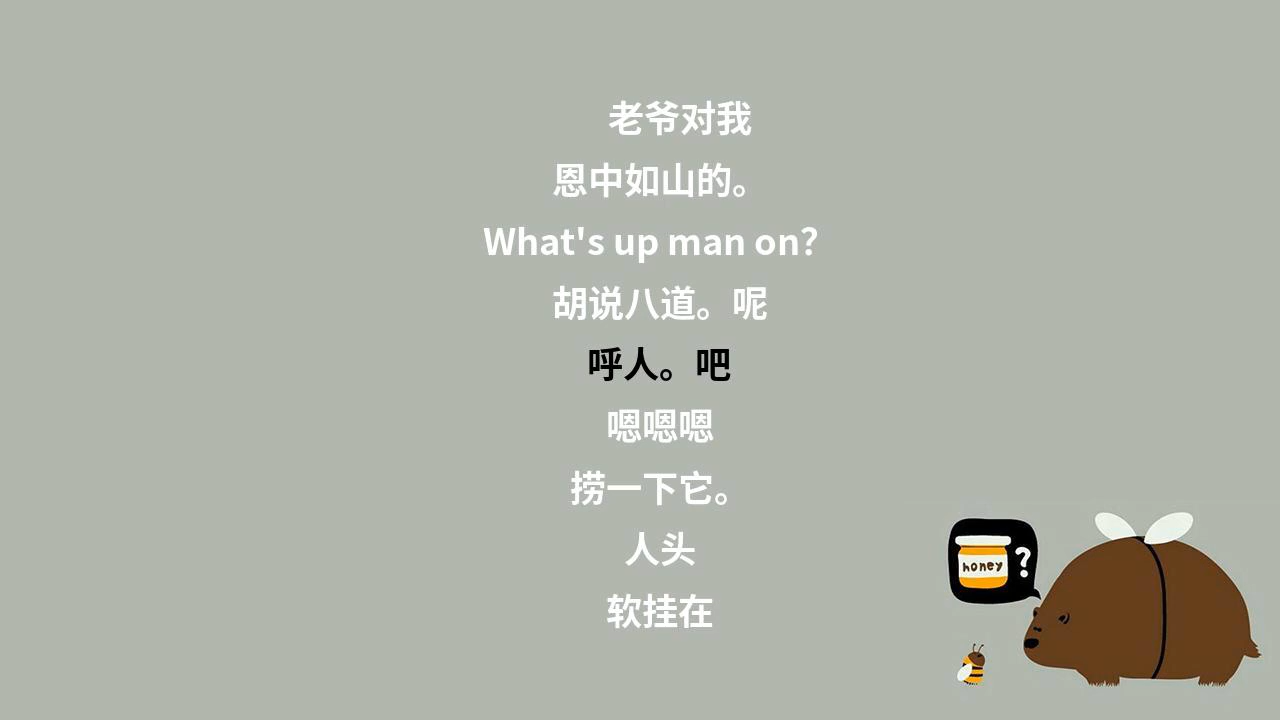 老爷对我
恩中如山的。
What's up man on?
胡说八道。呢
呼人。吧
嗯嗯嗯
捞一下它。
人头
软挂在
honey
?